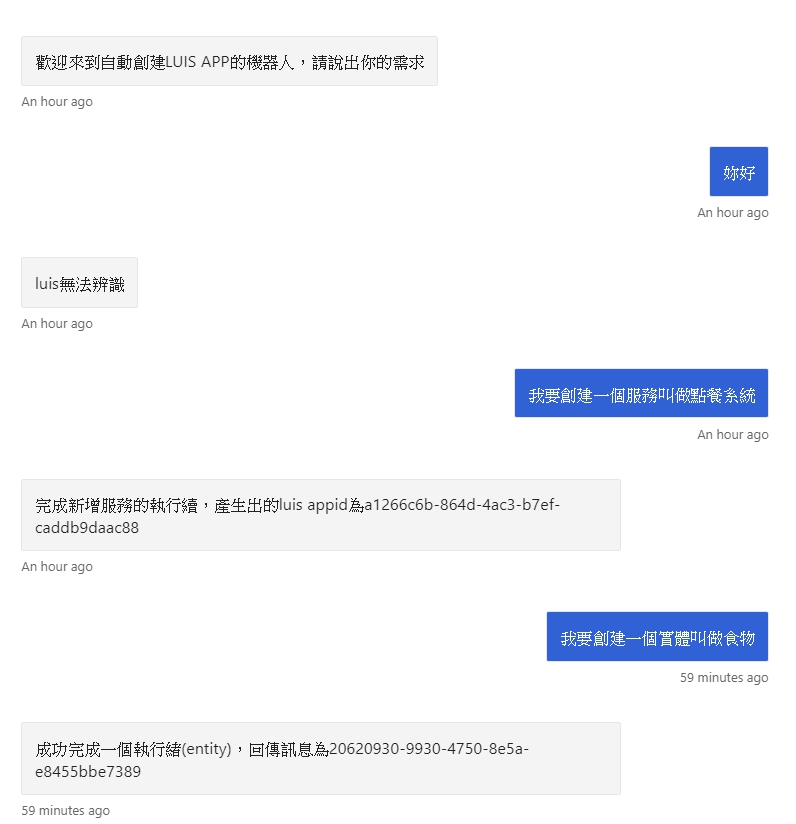 歡迎來到自動創建LUIS APP的機器人，請說出你的需求
An hour ago
妳好
An hour ago
luis無法辨識
An hour ago
我要創建一個服務叫做點餐系統
An hour ago
完成新增服務的執行續，產生出的luis appid為a1266c6b-864d-4ac3-b7ef-
caddb9daac88
An hour ago
我要創建一個實體叫做食物
59 minutes ago
成功完成一個執行緒(entity)，回傳訊息為20620930-9930-4750-8e5a-
e8455bbe7389
59 minutes ago